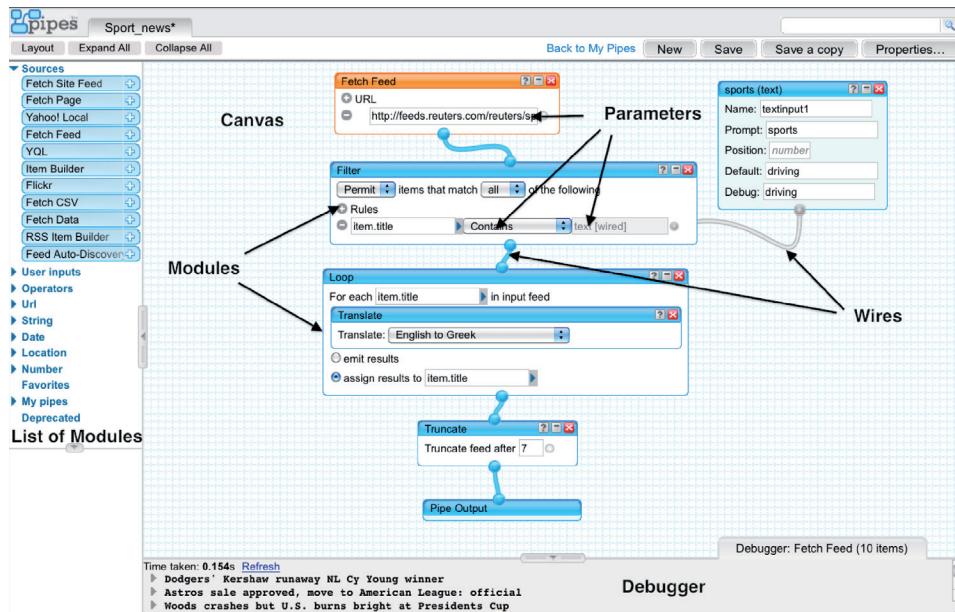 pipes
Sport_news*
Layout Expand All Collapse All
Back to My Pipes New Save Save a copy Properties...
Sources
Fetch Site Feed
Fetch Page
Yahoo! Local
Fetch Feed
YQL
Item Builder
Flickr
Fetch CSV
Fetch Data
RSS Item Builder
Feed Auto-Discover
User inputs
Operators
Url
String
Date
Location
Number
Favorites
My pipes
Deprecated
List of Modules
Canvas
Fetch Feed
URL
http://feeds.reuters.com/reuters/sp
Parameters
sports (text)
Name: textinput1
Prompt: sports
Position: number
Default: driving
Debug: driving
Filter
Permit items that match all of the following
Rules
item.title Contains text [wired]
Modules
Wires
Loop
For each item.title in input feed
Translate
Translate: English to Greek
emit results
assign results to item.title
Truncate
Truncate feed after 7
Pipe Output
Debugger: Fetch Feed (10 items)
Time taken: 0.154s Refresh
Dodgers' Kershaw runaway NL Cy Young winner
Astros sale approved, move to American League: official
Woods crashes but U.S. burns bright at Presidents Cup
Debugger